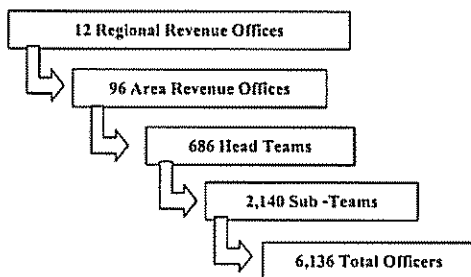 12 Regional Revenue Offices
96 Area Revenue Offices
686 Head Teams
2,140 Sub -Teams
6,136 Total Officers